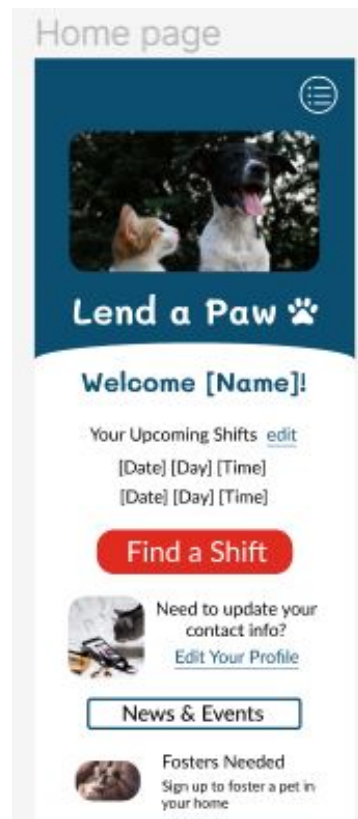 Home page
Lend a Paw
Welcome [Name]!
Your Upcoming Shifts edit
[Date] [Day] [Time]
[Date] [Day] [Time]
Find a Shift
Need to update your
contact info?
Edit Your Profile
News & Events
Fosters Needed
Sign up to foster a pet in
your home